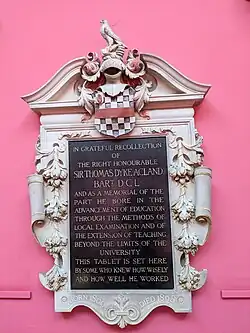 IN GRATEFUL RECOLLECTION
OF
THE RIGHT HONOURABLE
SIR THOMAS DYKE ACLAND
BART. D.C.L.
AND AS A MEMORIAL OF THE
PART HE BORE IN THE
ADVANCEMENT OF EDUCATION
THROUGH THE METHODS OF
LOCAL EXAMINATION AND OF
THE EXTENSION OF TEACHING
BEYOND THE LIMITS OF THE
UNIVERSITY
THIS TABLET IS SET HERE
BY SOME WHO KNEW HOW WISELY
AND HOW WELL HE WORKED
DIED 1898